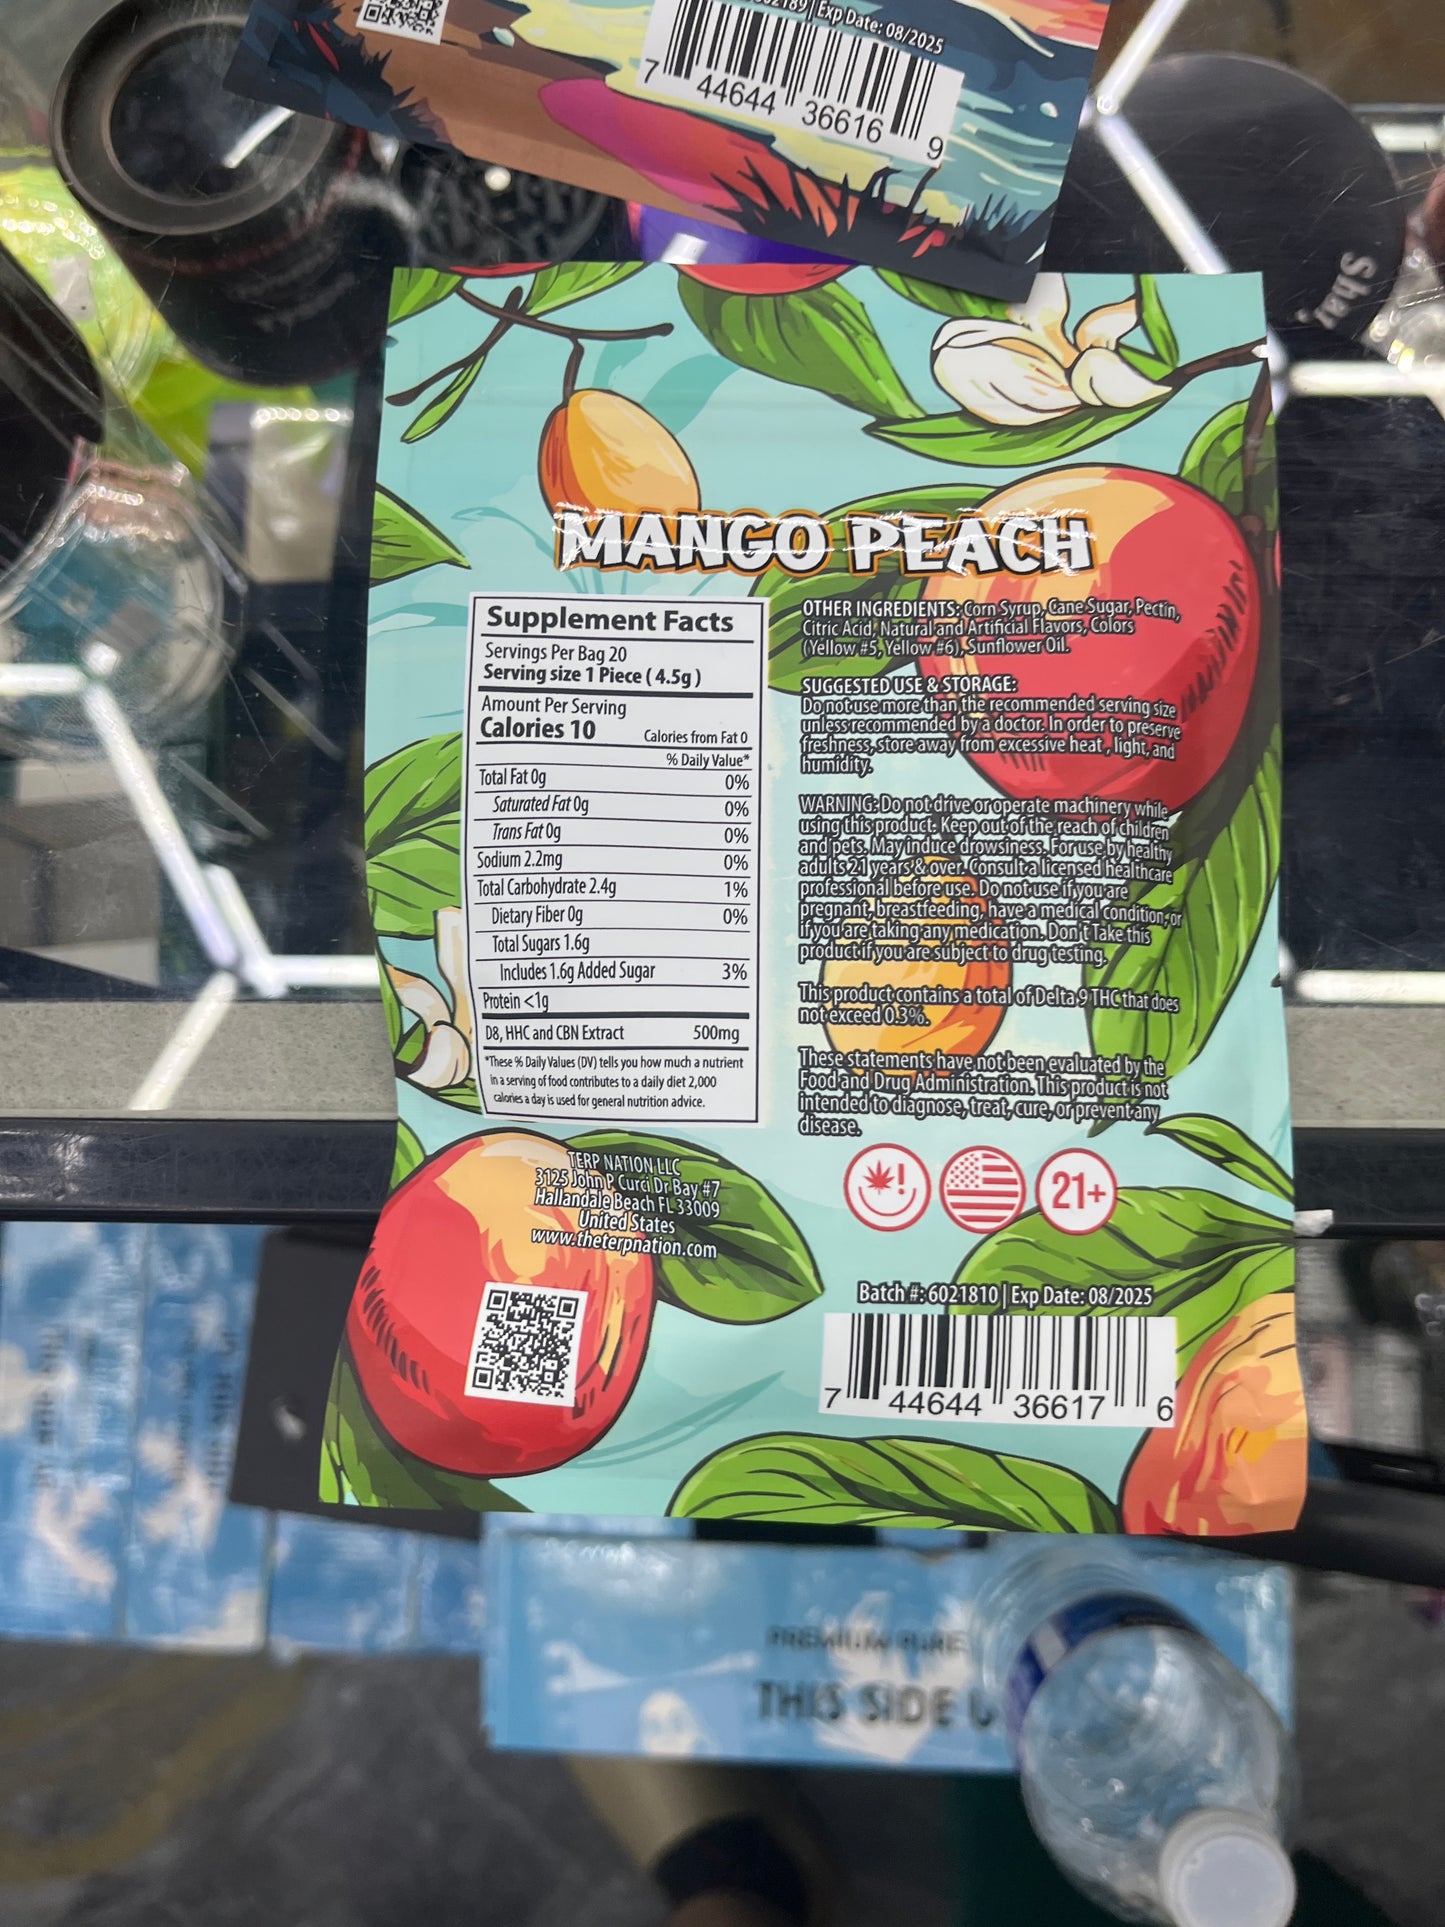 Exp Date: 08/2025
7 44644 36616 9
Shar
MANGO PEACH
Supplement Facts
Servings Per Bag 20
Serving size 1 Piece ( 4.5g )
Amount Per Serving
Calories 10 Calories from Fat 0
% Daily Value*
Total Fat 0g 0%
Saturated Fat 0g 0%
Trans Fat 0g 0%
Sodium 2.2mg 0%
Total Carbohydrate 2.4g 1%
Dietary Fiber 0g 0%
Total Sugars 1.6g
Includes 1.6g Added Sugar 3%
Protein <1g
D8, HHC and CBN Extract 500mg
*These % Daily Values (DV) tells you how much a nutrient
in a serving of food contributes to a daily diet 2,000
calories a day is used for general nutrition advice.
OTHER INGREDIENTS: Corn Syrup, Cane Sugar, Pectin,
Citric Acid, Natural and Artificial Flavors, Colors
(Yellow #5, Yellow #6), Sunflower Oil.
SUGGESTED USE & STORAGE:
Do not use more than the recommended serving size
unless recommended by a doctor. In order to preserve
freshness, store away from excessive heat , light, and
humidity.
WARNING: Do not drive or operate machinery while
using this product. Keep out of the reach of children
and pets. May induce drowsiness. For use by healthy
adults 21 years & over. Consult a licensed healthcare
professional before use. Do not use if you are
pregnant, breastfeeding, have a medical condition, or
if you are taking any medication. Don't Take this
product if you are subject to drug testing.
This product contains a total of Delta 9 THC that does
not exceed 0.3%.
These statements have not been evaluated by the
Food and Drug Administration. This product is not
intended to diagnose, treat, cure, or prevent any
disease.
TERP NATION LLC
3125 John P Curci Dr Bay #7
Hallandale Beach FL 33009
United States
www.theterpnation.com
!
21+
Batch #: 6021810 | Exp Date: 08/2025
7 44644 36617 6
PREMIUM PURE
THIS SIDE U